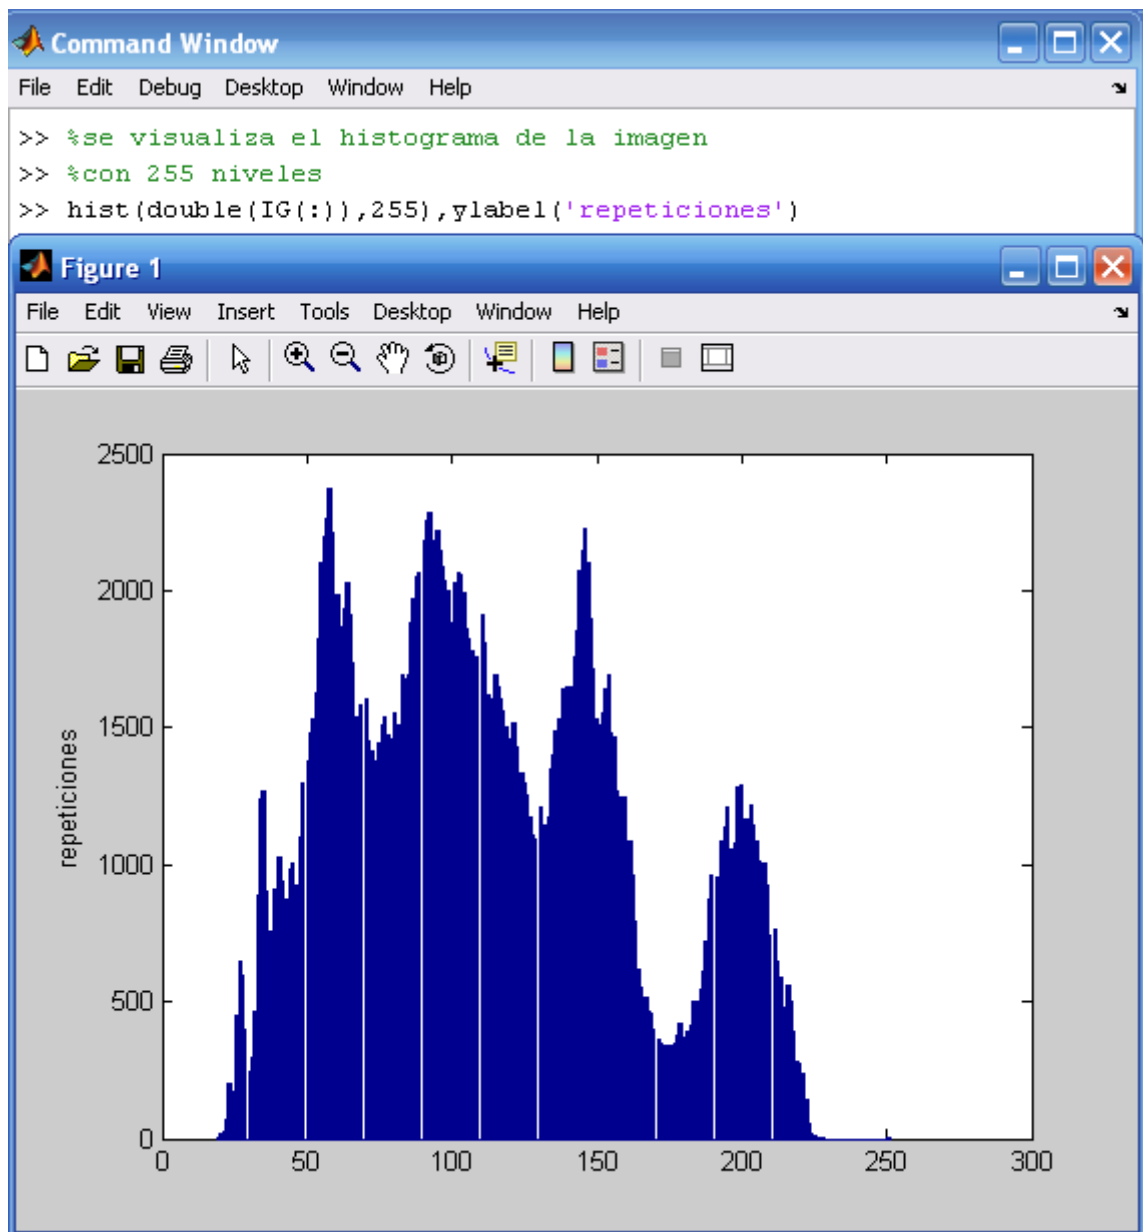 Command Window
File Edit Debug Desktop Window Help
>> %se visualiza el histograma de la imagen
>> %con 255 niveles
>> hist(double(IG(:)),255),ylabel('repeticiones')
Figure 1
File Edit View Insert Tools Desktop Window Help
2500
2000
1500
1000
500
0
repeticiones
0 50 100 150 200 250 300